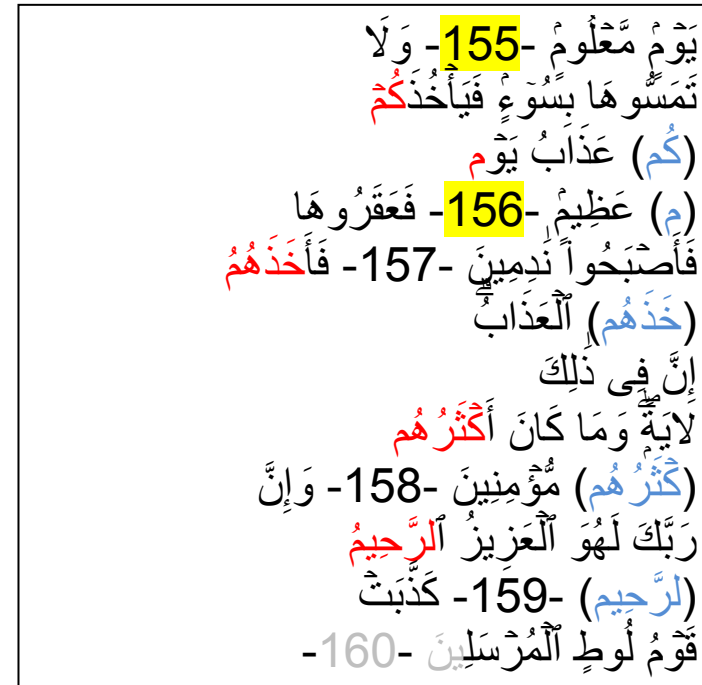 يَوۡمٖ مَّعۡلُومٖ -155- وَلَا
تَمَسُّوهَا بِسُوٓءٖ فَيَأۡخُذَكُمۡ
(كُم) عَذَابُ يَوۡم
(م) عَظِيمٖ -156- فَعَقَرُوهَا
فَأَصۡبَحُواْ نَٰدِمِينَ -157- فَأَخَذَهُمُ
(خَذَهُم) ٱلۡعَذَابُۚ
إِنَّ فِى ذَٰلِكَ
لَأٓيَةٗۖ وَمَا كَانَ أَكۡثَرُهُم
(كۡثَرُهُم) مُّؤۡمِنِينَ -158- وَإِنَّ
رَبَّكَ لَهُوَ ٱلۡعَزِيزُ ٱلرَّحِيمُ
(لرَّحِيم) -159- كَذَّبَتۡ
قَوۡمُ لُوطٍ ٱلۡمُرۡسَلِينَ -160-